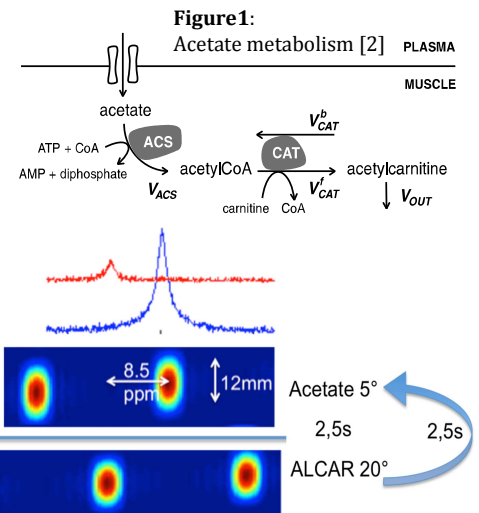 Figure1:
Acetate metabolism [2]
PLASMA
MUSCLE
acetate
ATP + CoA
ACS
AMP + diphosphate
V_ACS
acetylCoA
V^b_CAT
CAT
V^f_CAT
acetylcarnitine
carnitine
CoA
V_OUT
8.5
ppm
12mm
Acetate 5°
2,5s
2,5s
ALCAR 20°